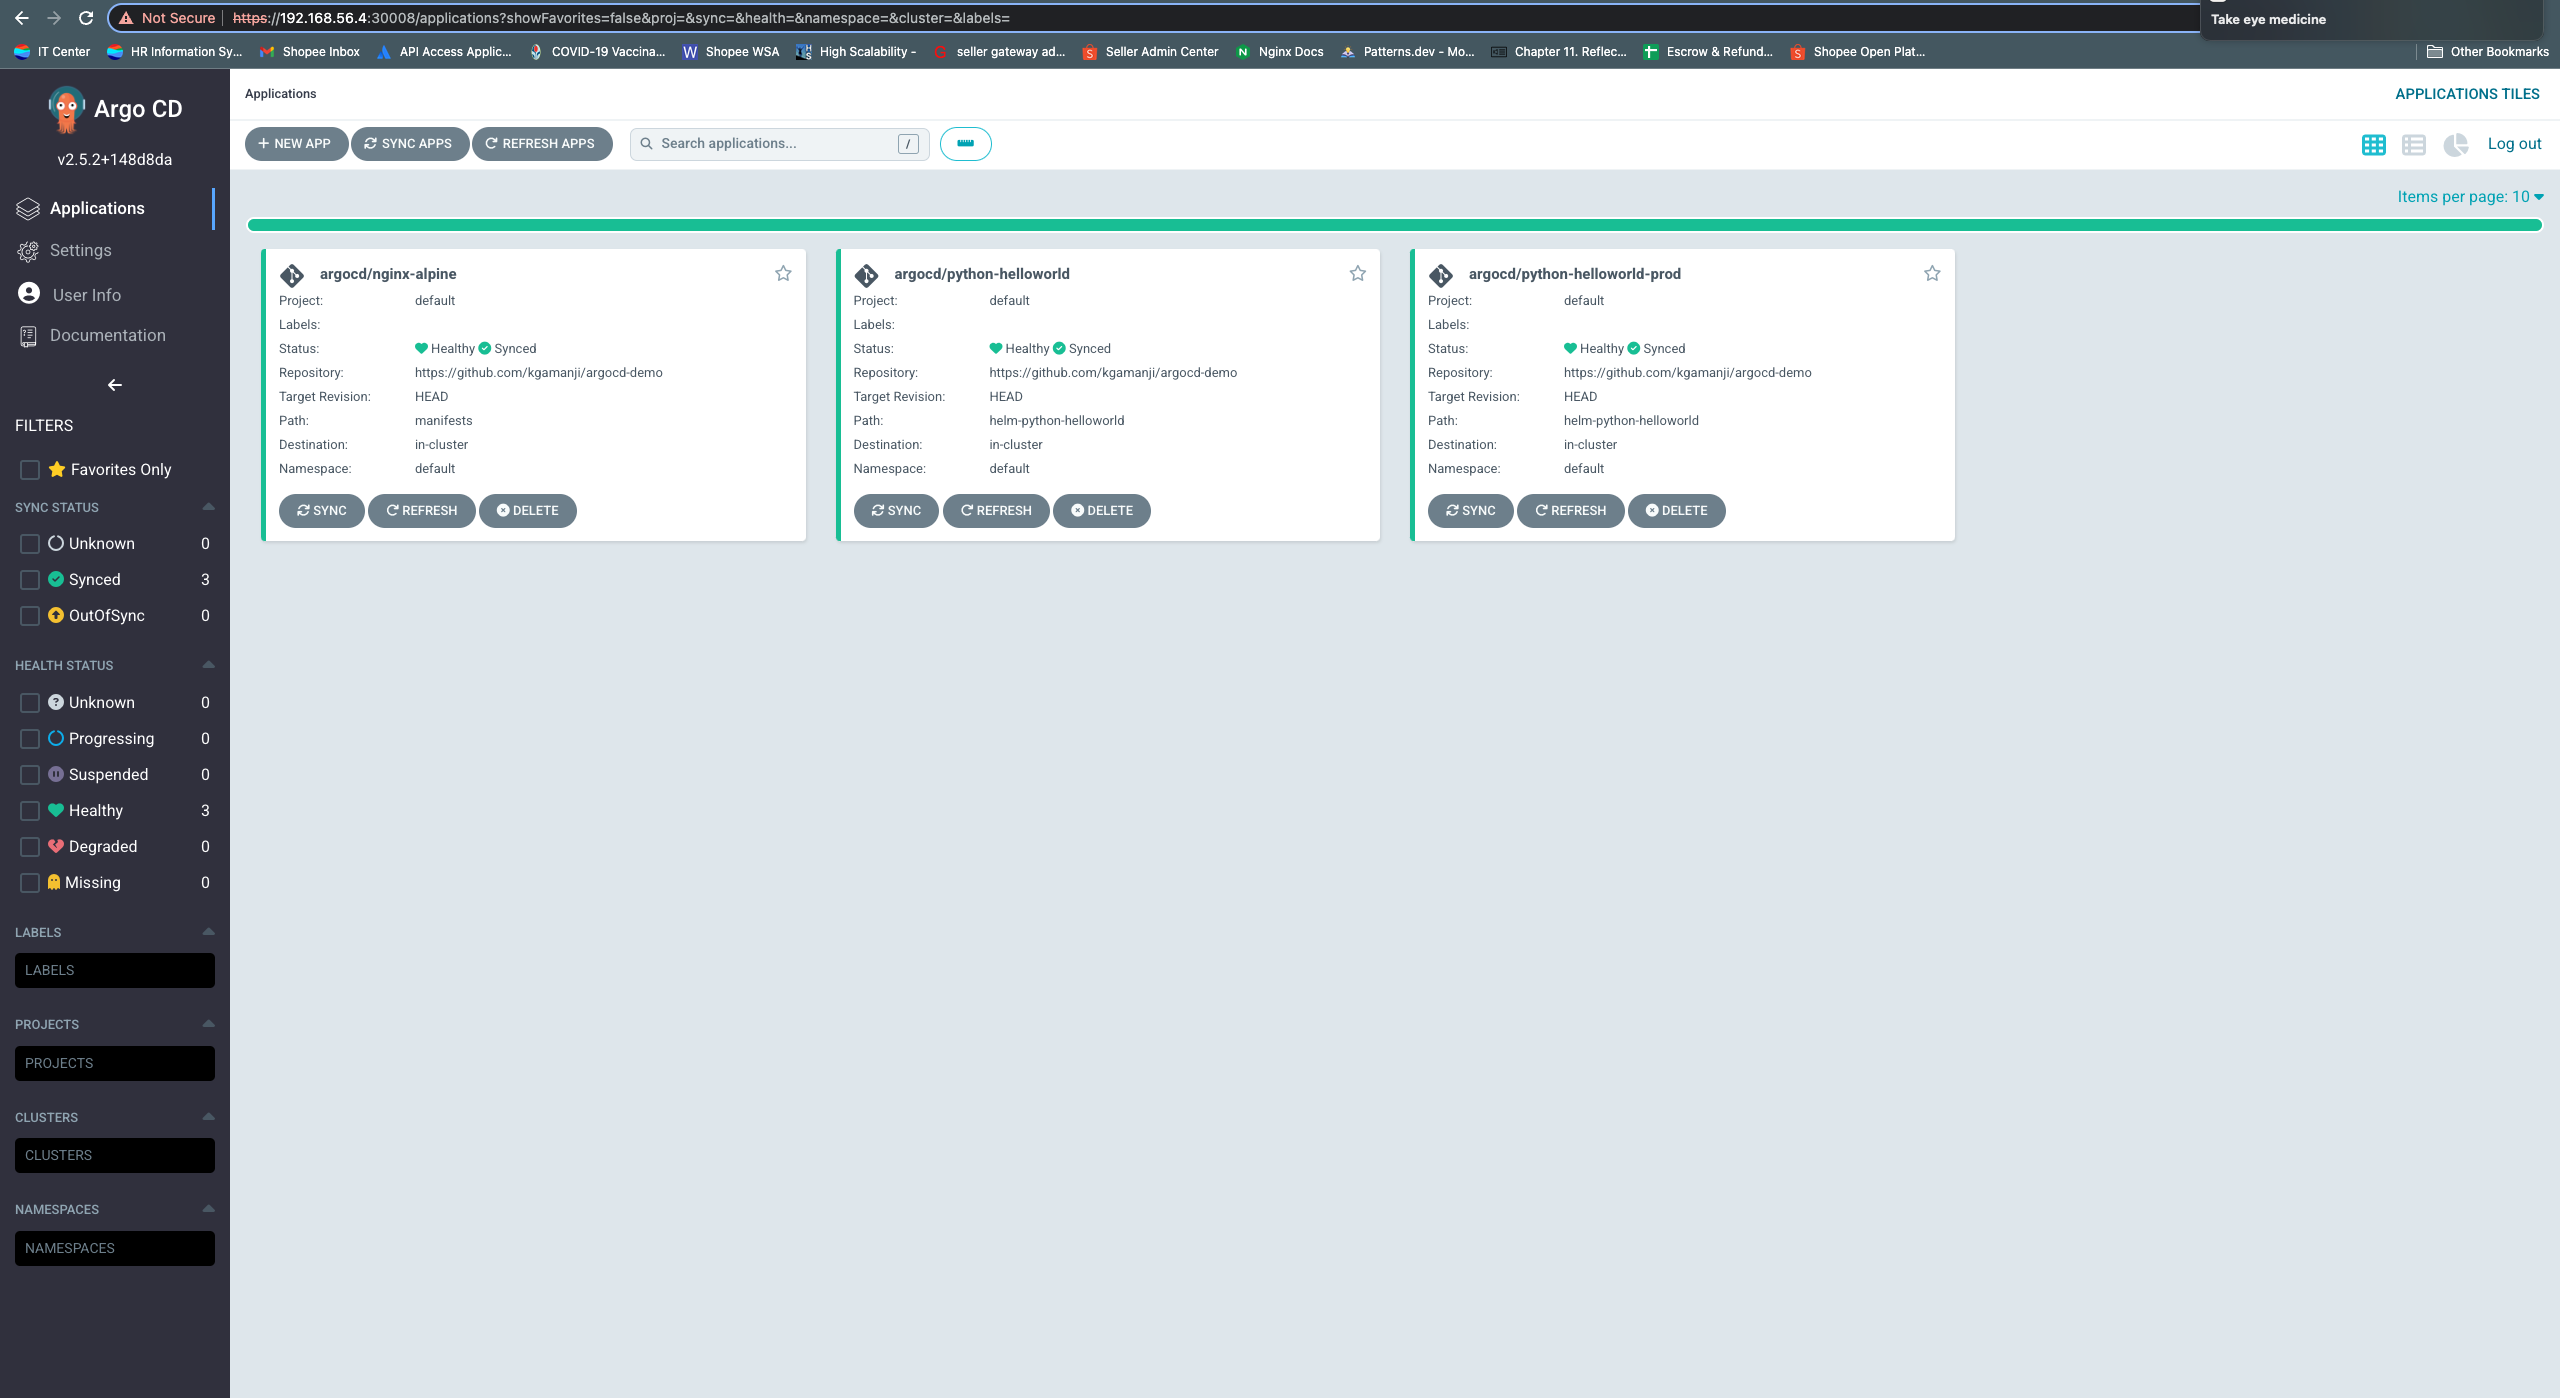 Not Secure https://192.168.56.4:30008/applications?showFavorites=false&proj=&sync=&health=&namespace=&cluster=&labels=
Take eye medicine
IT Center HR Information Sy... Shopee Inbox API Access Applic... COVID-19 Vaccina... W Shopee WSA High Scalability - G seller gateway ad... Seller Admin Center N Nginx Docs Patterns.dev - Mo... Chapter 11. Reflec... Escrow & Refund... Shopee Open Plat... Other Bookmarks
Argo CD
v2.5.2+148d8da
Applications
Settings
User Info
Documentation
FILTERS
Favorites Only
SYNC STATUS
Unknown 0
Synced 3
OutOfSync 0
HEALTH STATUS
Unknown 0
Progressing 0
Suspended 0
Healthy 3
Degraded 0
Missing 0
LABELS
LABELS
PROJECTS
PROJECTS
CLUSTERS
CLUSTERS
NAMESPACES
NAMESPACES
Applications
APPLICATIONS TILES
+ NEW APP SYNC APPS REFRESH APPS Search applications... / Log out
Items per page: 10
argocd/nginx-alpine
Project: default
Labels:
Status: Healthy Synced
Repository: https://github.com/kgamanji/argocd-demo
Target Revision: HEAD
Path: manifests
Destination: in-cluster
Namespace: default
SYNC REFRESH DELETE
argocd/python-helloworld
Project: default
Labels:
Status: Healthy Synced
Repository: https://github.com/kgamanji/argocd-demo
Target Revision: HEAD
Path: helm-python-helloworld
Destination: in-cluster
Namespace: default
SYNC REFRESH DELETE
argocd/python-helloworld-prod
Project: default
Labels:
Status: Healthy Synced
Repository: https://github.com/kgamanji/argocd-demo
Target Revision: HEAD
Path: helm-python-helloworld
Destination: in-cluster
Namespace: default
SYNC REFRESH DELETE